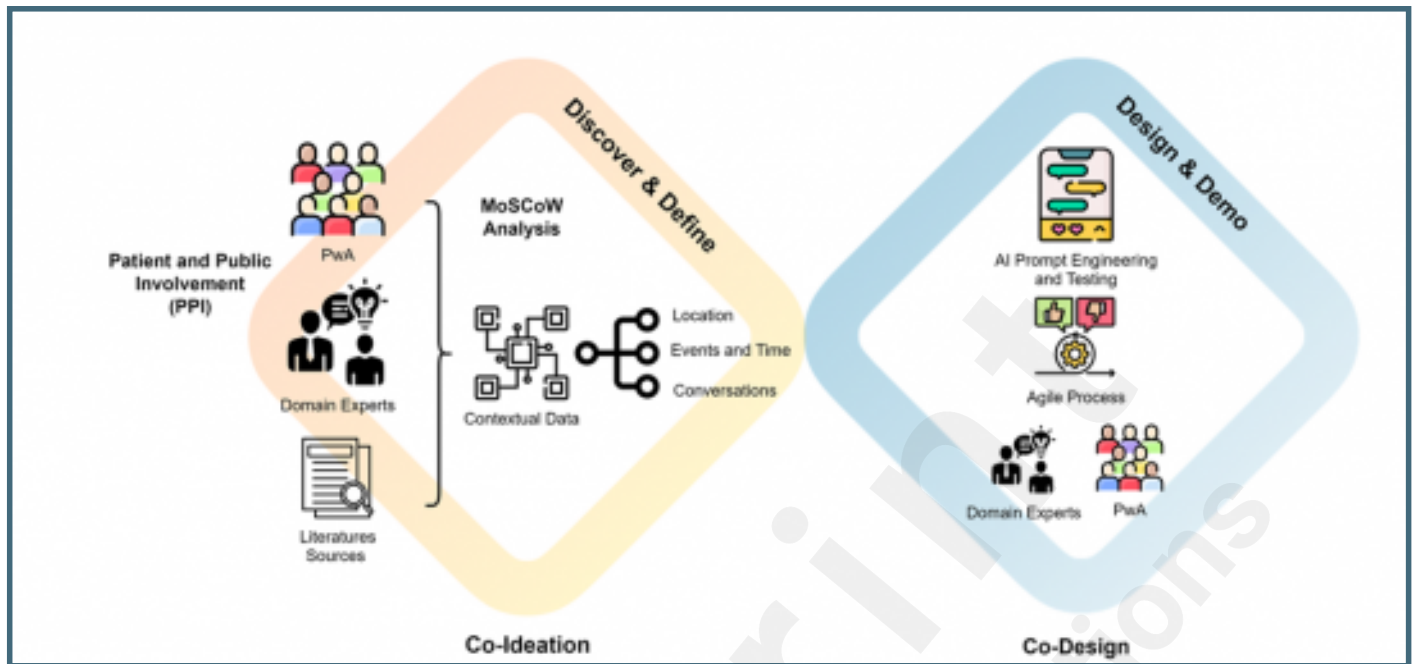 Patient and Public
Involvement
(PPI)
PwA
Domain Experts
Literatures
Sources
MoSCoW
Analysis
Contextual Data
Location
Events and Time
Conversations
Discover & Define
Co-Ideation
Design & Demo
AI Prompt Engineering
and Testing
Agile Process
Domain Experts
PwA
Co-Design